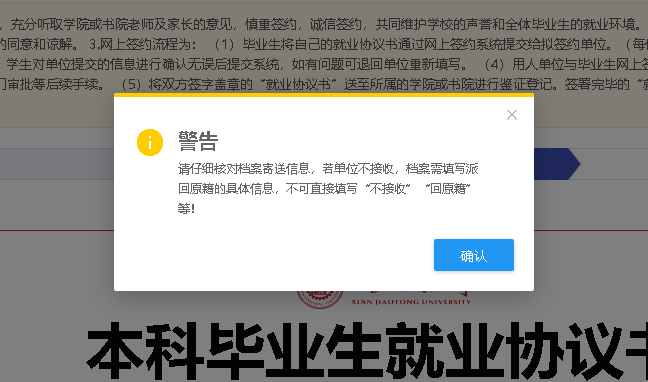 ，充分听取学院或书院老师及家长的意见，慎重签约，诚信签约，共同维护学校的声誉和全体毕业生的就业环境。
的同意和谅解。 3.网上签约流程为： （1）毕业生将自己的就业协议书通过网上签约系统提交给拟签约单位。（每
学生对单位提交的信息进行确认无误后提交系统，如有问题可退回单位重新填写。 （4）用人单位与毕业生网上签
门审批等后续手续。 （5）将双方签字盖章的“就业协议书”送至所属的学院或书院进行鉴证登记。签署完毕的“就
警告
请仔细核对档案寄送信息，若单位不接收，档案需填写派
回原籍的具体信息，不可直接填写“不接收” “回原籍”
等!
确认
XI'AN JIAOTONG UNIVERSITY
本科毕业生就业协议书